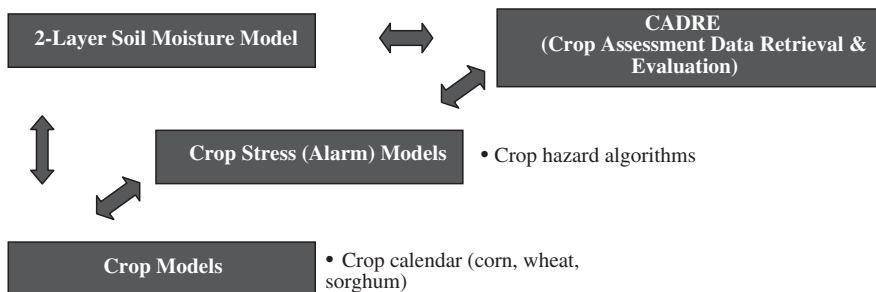 2-Layer Soil Moisture Model
CADRE
(Crop Assessment Data Retrieval &
Evaluation)
Crop Stress (Alarm) Models
• Crop hazard algorithms
Crop Models
• Crop calendar (corn, wheat,
sorghum)